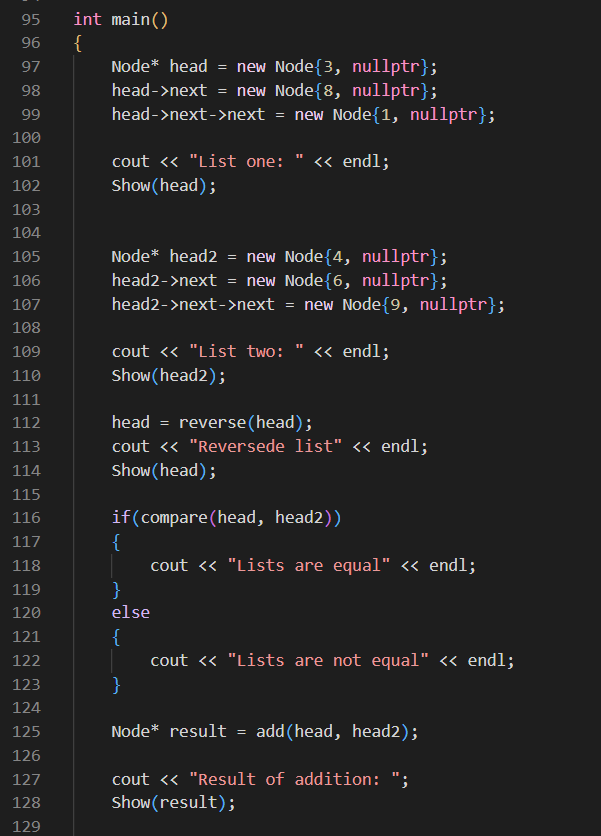 95 int main()
96 {
97 Node* head = new Node{3, nullptr};
98 head->next = new Node{8, nullptr};
99 head->next->next = new Node{1, nullptr};
100
101 cout << "List one: " << endl;
102 Show(head);
103
104
105 Node* head2 = new Node{4, nullptr};
106 head2->next = new Node{6, nullptr};
107 head2->next->next = new Node{9, nullptr};
108
109 cout << "List two: " << endl;
110 Show(head2);
111
112 head = reverse(head);
113 cout << "Reversede list" << endl;
114 Show(head);
115
116 if(compare(head, head2))
117 {
118 cout << "Lists are equal" << endl;
119 }
120 else
121 {
122 cout << "Lists are not equal" << endl;
123 }
124
125 Node* result = add(head, head2);
126
127 cout << "Result of addition: ";
128 Show(result);
129